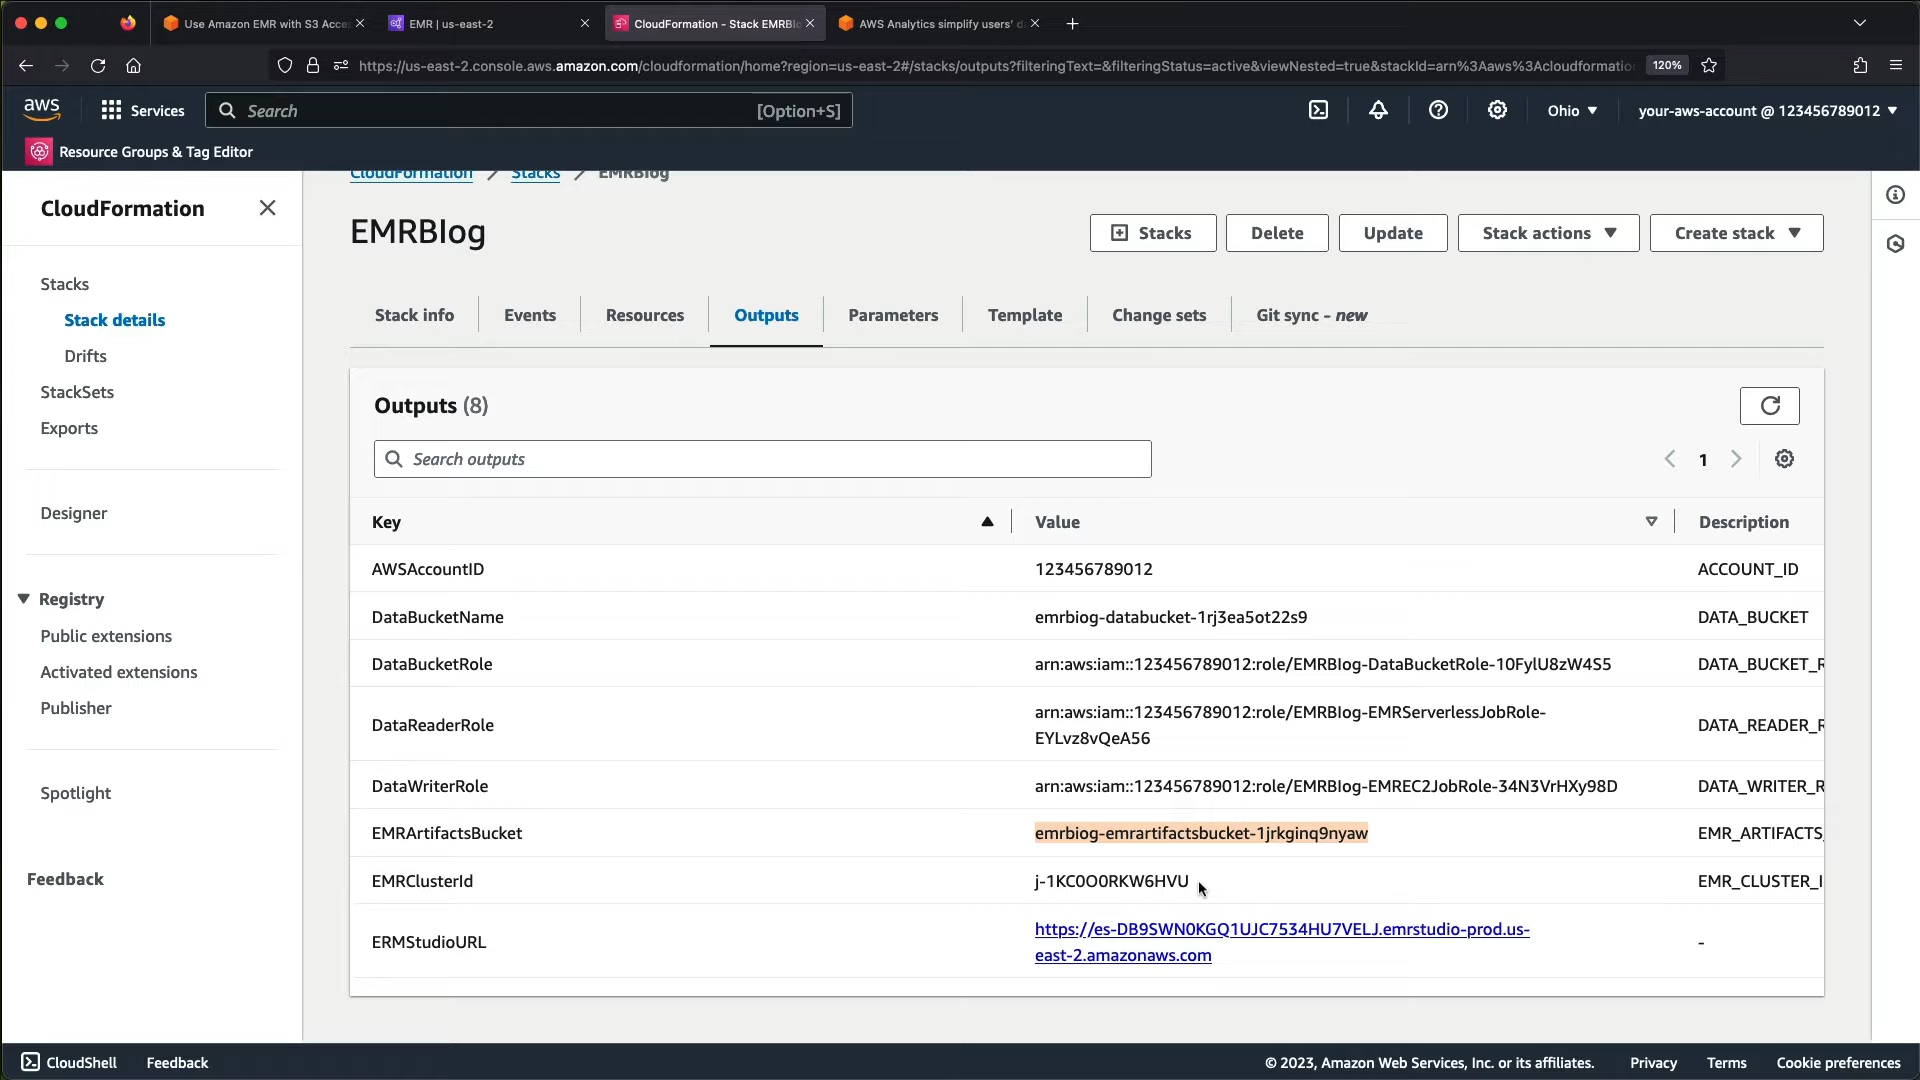 Use Amazon EMR with S3 Acce
EMR | us-east-2
CloudFormation - Stack EMRBlo
AWS Analytics simplify users' d
https://us-east-2.console.aws.amazon.com/cloudformation/home?region=us-east-2#/stacks/outputs?filteringText=&filteringStatus=active&viewNested=true&stackId=arn%3Aaws%3Acloudformatio
120%
aws
Services
Search
[Option+S]
Ohio
your-aws-account @ 123456789012
Resource Groups & Tag Editor
CloudFormation
CloudFormation
Stacks
EMRBlog
EMRBlog
Stacks
Delete
Update
Stack actions
Create stack
Stacks
Stack details
Drifts
StackSets
Exports
Designer
Registry
Public extensions
Activated extensions
Publisher
Spotlight
Feedback
Stack info
Events
Resources
Outputs
Parameters
Template
Change sets
Git sync - new
Outputs (8)
Search outputs
1
Key
Value
Description
AWSAccountID
123456789012
ACCOUNT_ID
DataBucketName
emrblog-databucket-1rj3ea5ot22s9
DATA_BUCKET
DataBucketRole
arn:aws:iam::123456789012:role/EMRBlog-DataBucketRole-10FylU8zW4S5
DATA_BUCKET_R
DataReaderRole
arn:aws:iam::123456789012:role/EMRBlog-EMRServerlessJobRole-
EYLvz8vQeA56
DATA_READER_R
DataWriterRole
arn:aws:iam::123456789012:role/EMRBlog-EMREC2JobRole-34N3VrHXy98D
DATA_WRITER_R
EMRArtifactsBucket
emrblog-emrartifactsbucket-1jrkginq9nyaw
EMR_ARTIFACTS_
EMRClusterId
j-1KC0O0RKW6HVU
EMR_CLUSTER_I
ERMStudioURL
https://es-DB9SWN0KGQ1UJC7534HU7VELJ.emrstudio-prod.us-
east-2.amazonaws.com
-
CloudShell
Feedback
© 2023, Amazon Web Services, Inc. or its affiliates.
Privacy
Terms
Cookie preferences